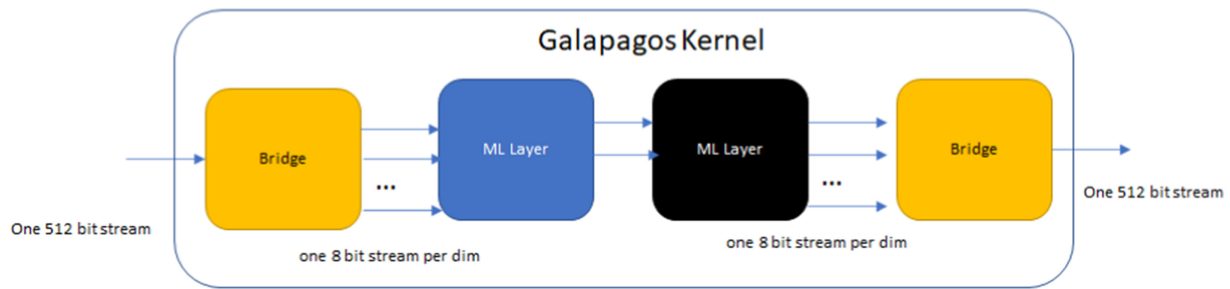 Galapagos Kernel
Bridge
ML Layer
ML Layer
Bridge
...
...
One 512 bit stream
one 8 bit stream per dim
one 8 bit stream per dim
One 512 bit stream